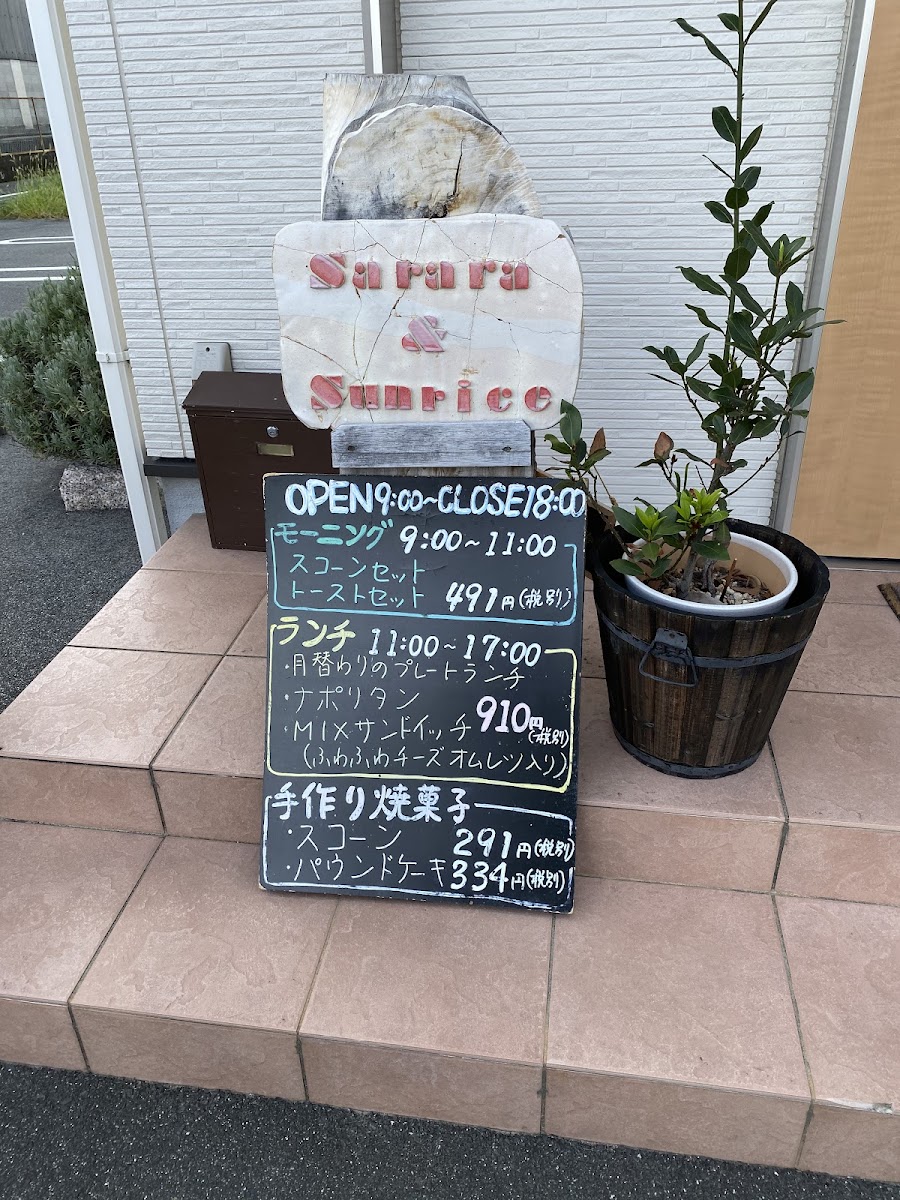 Sarara
&
Sunrice
OPEN9:00~CLOSE18:00
モーニング 9:00~11:00
スコーンセット
トーストセット 491円(税別)
ランチ 11:00~17:00
・月替わりのプレートランチ
・ナポリタン
・MIXサンドイッチ 910円(税別)
(ふわふわチーズオムレツ入り)
手作り焼菓子
・スコーン 291円(税別)
・パウンドケーキ 334円(税別)